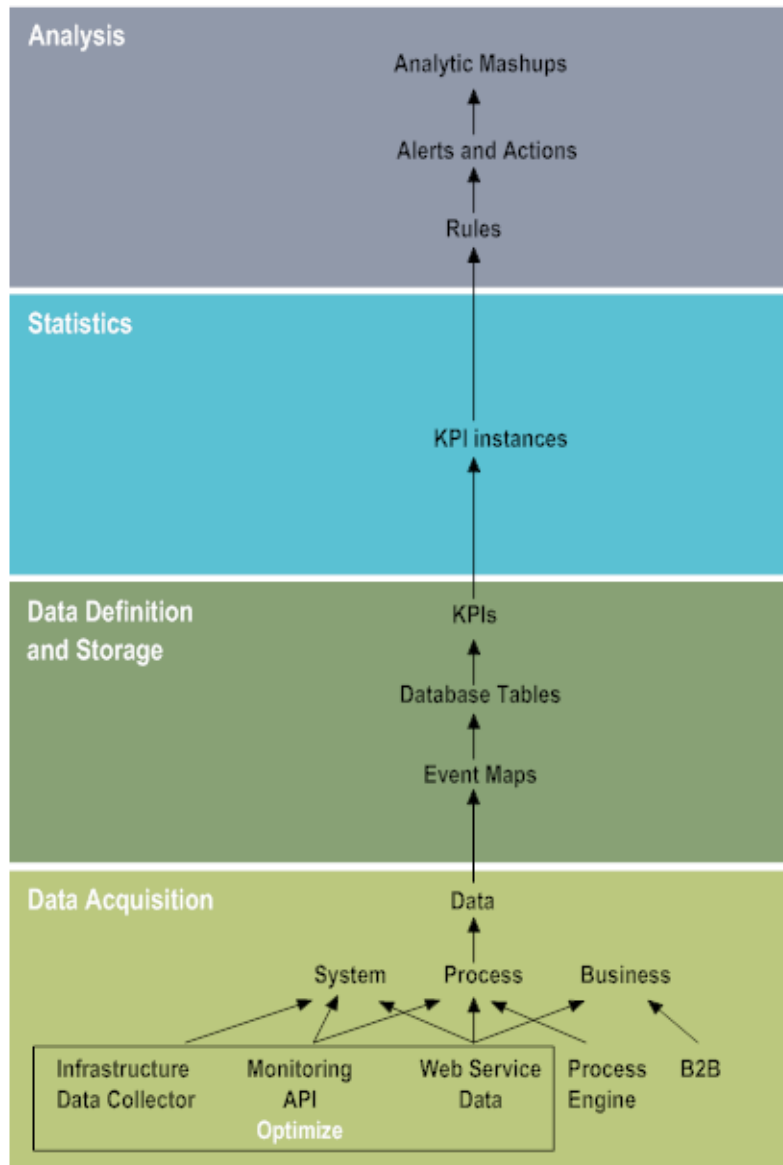 Analysis
Analytic Mashups
Alerts and Actions
Rules
Statistics
KPI instances
Data Definition
and Storage
KPIs
Database Tables
Event Maps
Data Acquisition
Data
System
Process
Business
Infrastructure
Data Collector
Monitoring
API
Web Service
Data
Process
Engine
B2B
Optimize